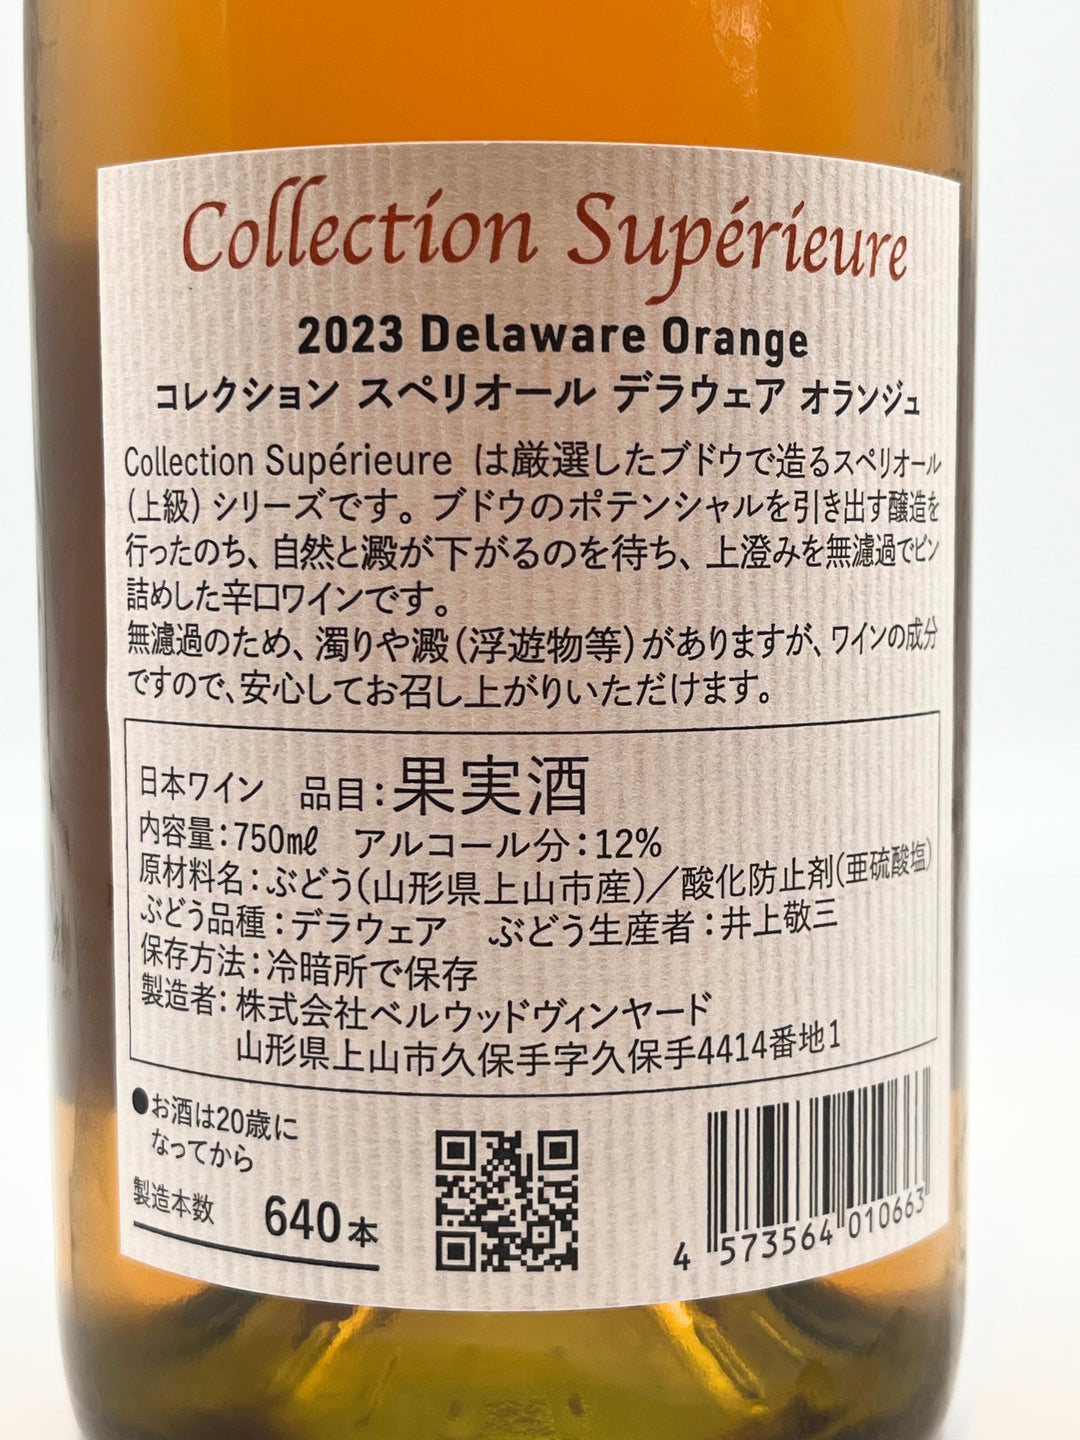 Collection Supérieure
2023 Delaware Orange
コレクション スペリオール デラウェア オランジュ
Collection Supérieure は厳選したブドウで造るスペリオール
(上級) シリーズです。ブドウのポテンシャルを引き出す醸造を
行ったのち、自然と澱が下がるのを待ち、上澄みを無濾過でビン
詰めした辛口ワインです。
無濾過のため、濁りや澱(浮遊物等)がありますが、ワインの成分
ですので、安心してお召し上がりいただけます。
日本ワイン 品目:果実酒
内容量:750mℓ アルコール分:12%
原材料名:ぶどう(山形県上山市産)/酸化防止剤(亜硫酸塩)
ぶどう品種:デラウェア ぶどう生産者:井上敬三
保存方法:冷暗所で保存
製造者:株式会社ベルウッドヴィンヤード
山形県上山市久保手字久保手4414番地1
●お酒は20歳に
なってから
製造本数 640本
4 573564 010663